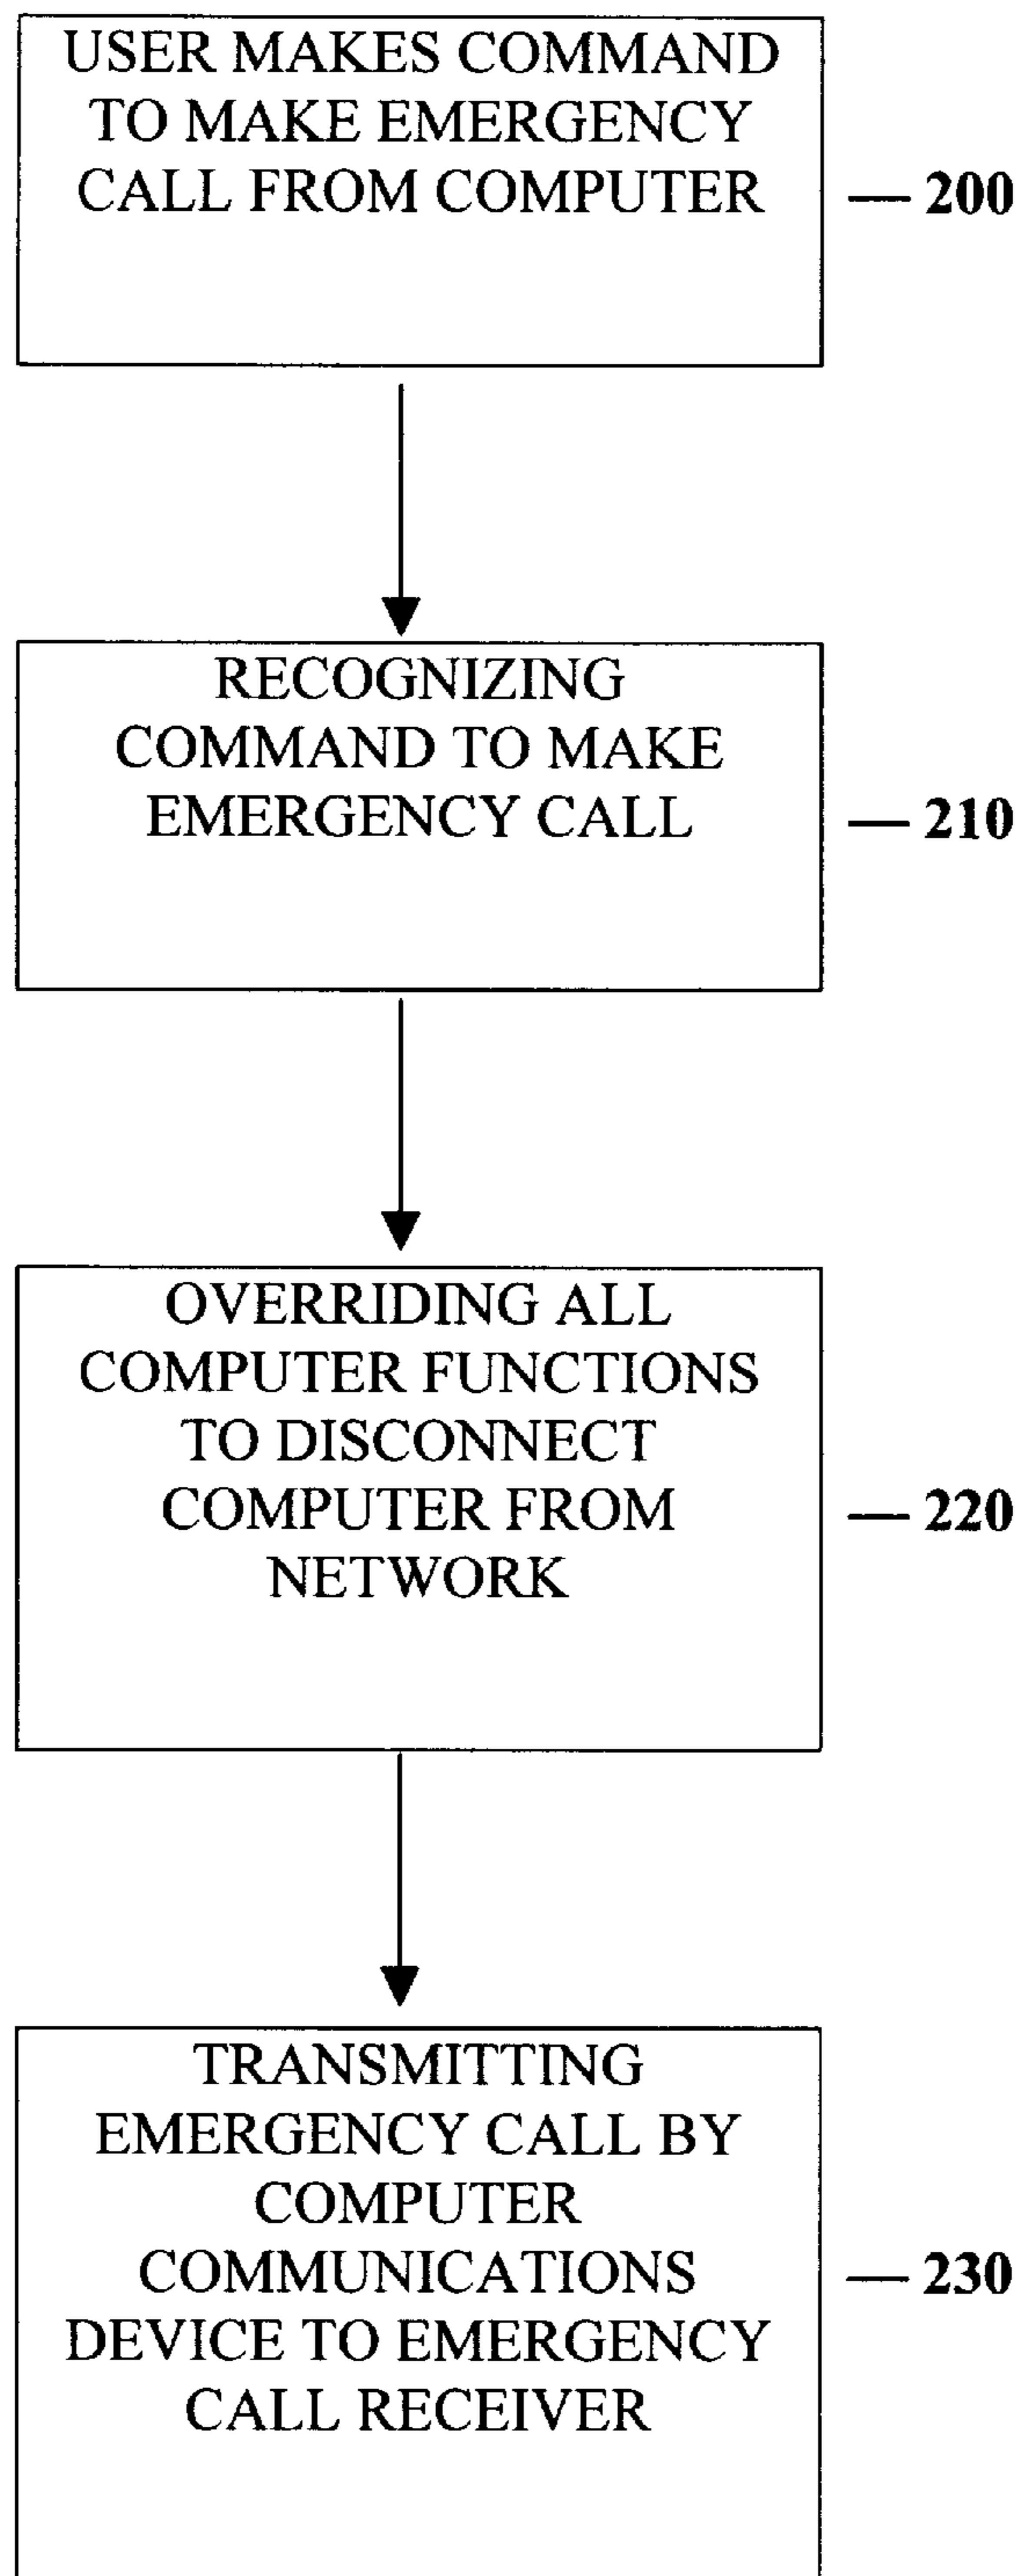 USER MAKES COMMAND
TO MAKE EMERGENCY
CALL FROM COMPUTER
— 200
RECOGNIZING
COMMAND TO MAKE
EMERGENCY CALL
— 210
OVERRIDING ALL
COMPUTER FUNCTIONS
TO DISCONNECT
COMPUTER FROM
NETWORK
— 220
TRANSMITTING
EMERGENCY CALL BY
COMPUTER
COMMUNICATIONS
DEVICE TO EMERGENCY
CALL RECEIVER
— 230